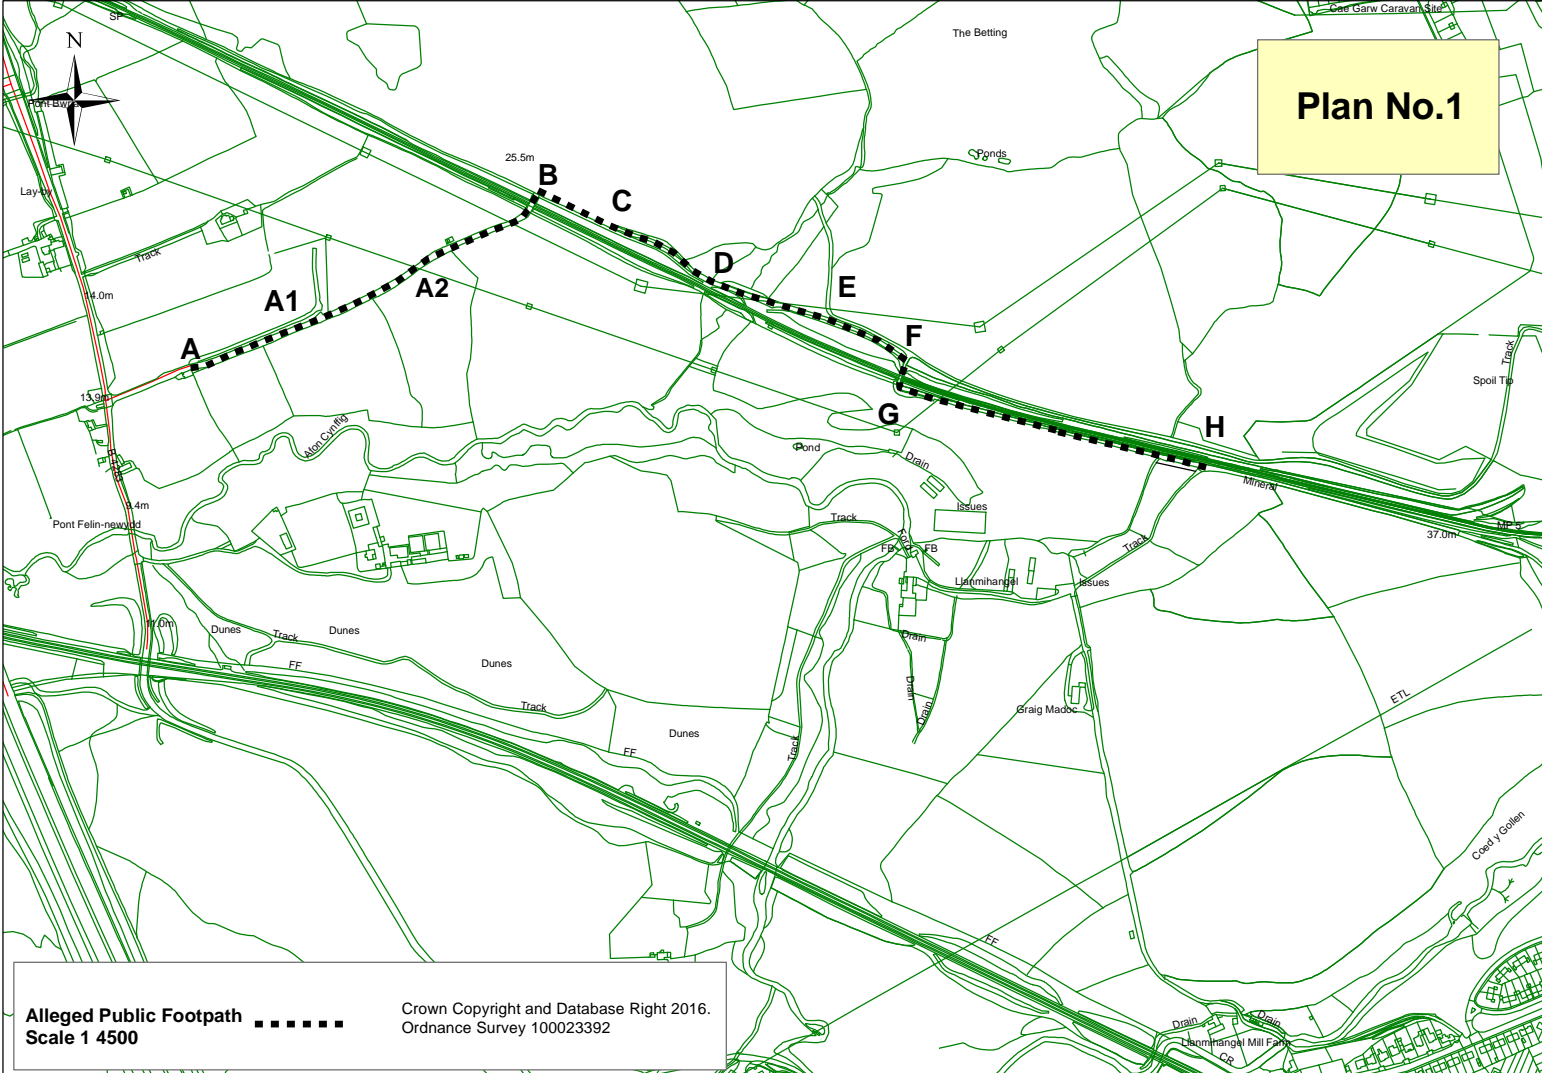 SP
Cae Garw Caravan Site
The Betting
N
Plan No.1
25.5m
Ponds
B
Lay-by
C
Track
D
14.0m
A1
A2
E
A
F
Track
Spoil Tip
13.9m
G
H
Afon Cynffig
Pond
Drain
Mineral
9.4m
Issues
MP 5
37.0m
Pont Felin-newydd
Track
Ford
FB
FB
Track
Llanmihangel
Issues
11.0m
Dunes
Track
Dunes
Drain
FF
Dunes
Drain
Drain
ETL
Track
Graig Madoc
Dunes
FF
Track
Coed y Gollen
FF
Alleged Public Footpath
Scale 1 4500
Crown Copyright and Database Right 2016.
Ordnance Survey 100023392
Drain
Drain
Llanmihangel Mill Farm
CR